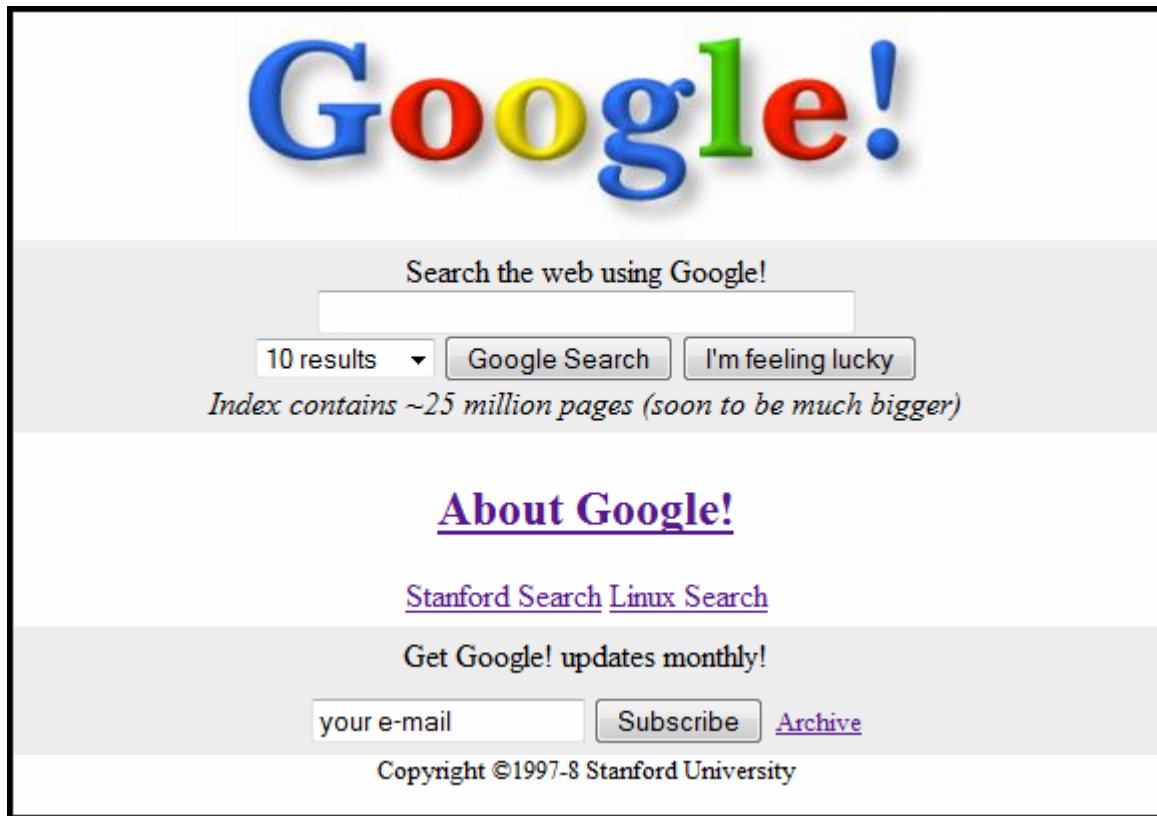 Google!
Search the web using Google!
10 results Google Search I'm feeling lucky
Index contains ~25 million pages (soon to be much bigger)
About Google!
Stanford Search Linux Search
Get Google! updates monthly!
your e-mail Subscribe Archive
Copyright ©1997-8 Stanford University